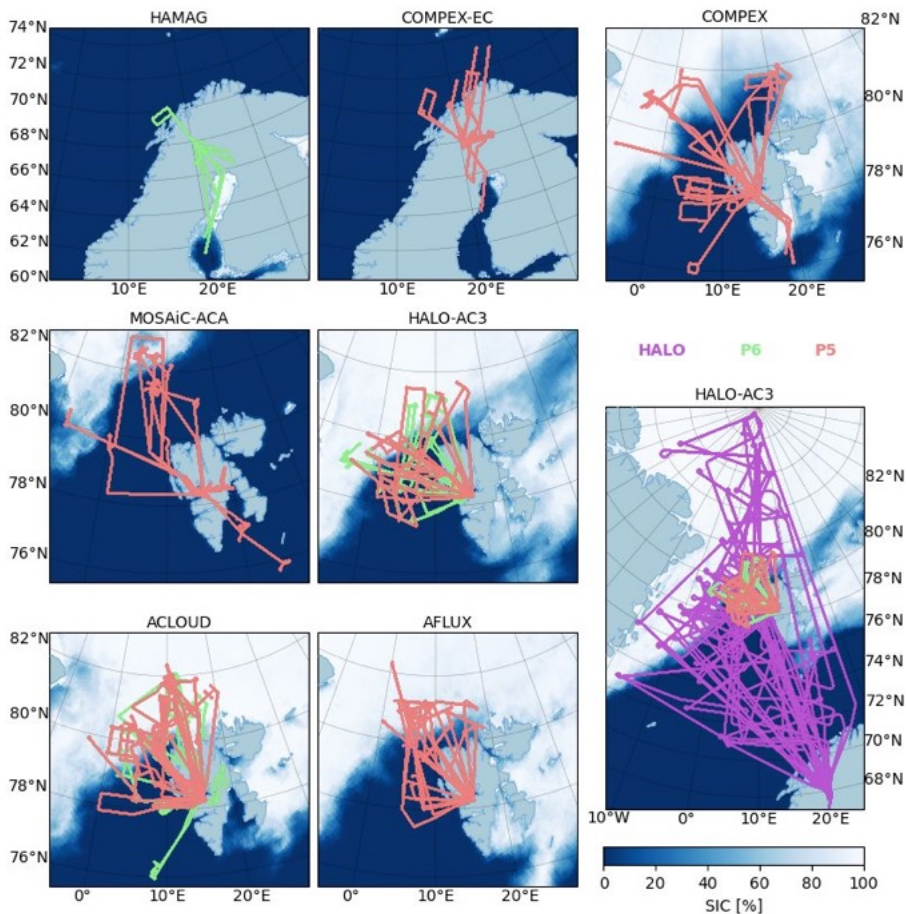 HAMAG
COMPEX-EC
COMPEX
74°N
72°N
70°N
68°N
66°N
64°N
62°N
60°N
10°E
20°E
10°E
20°E
82°N
80°N
78°N
76°N
0°
10°E
20°E
MOSAiC-ACA
HALO-AC3
82°N
80°N
78°N
76°N
HALO
P6
P5
HALO-AC3
82°N
80°N
78°N
76°N
74°N
72°N
70°N
68°N
10°W
0°
10°E
20°E
ACLOUD
AFLUX
82°N
80°N
78°N
76°N
0°
10°E
20°E
0°
10°E
20°E
0
20
40
60
80
100
SIC [%]